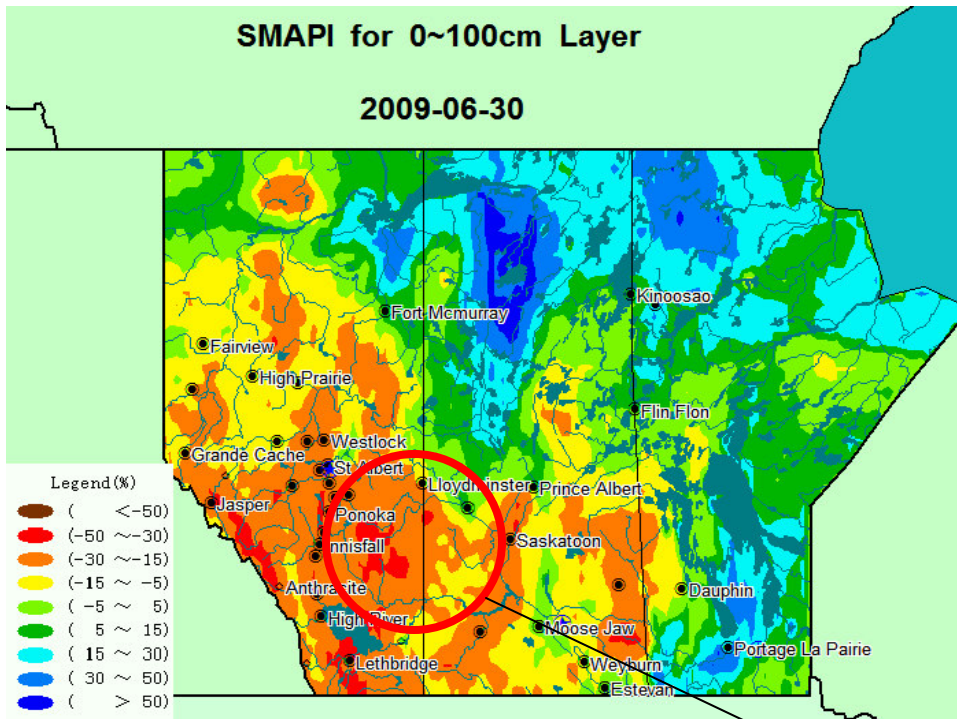 SMAPI for 0~100cm Layer
2009-06-30
Kinoosao
Fort Mcmurray
Fairview
High Prairie
Flin Flon
Westlock
Grande Cache
St Albert
Lloydminster
Prince Albert
Jasper
Ponoka
Saskatoon
Innisfall
Anthranite
Dauphin
High River
Moose Jaw
Portage La Pairie
Lethbridge
Weyburn
Estevan
Legend(%)
( <-50)
(-50 ~-30)
(-30 ~-15)
(-15 ~ -5)
( -5 ~ 5)
( 5 ~ 15)
( 15 ~ 30)
( 30 ~ 50)
( > 50)